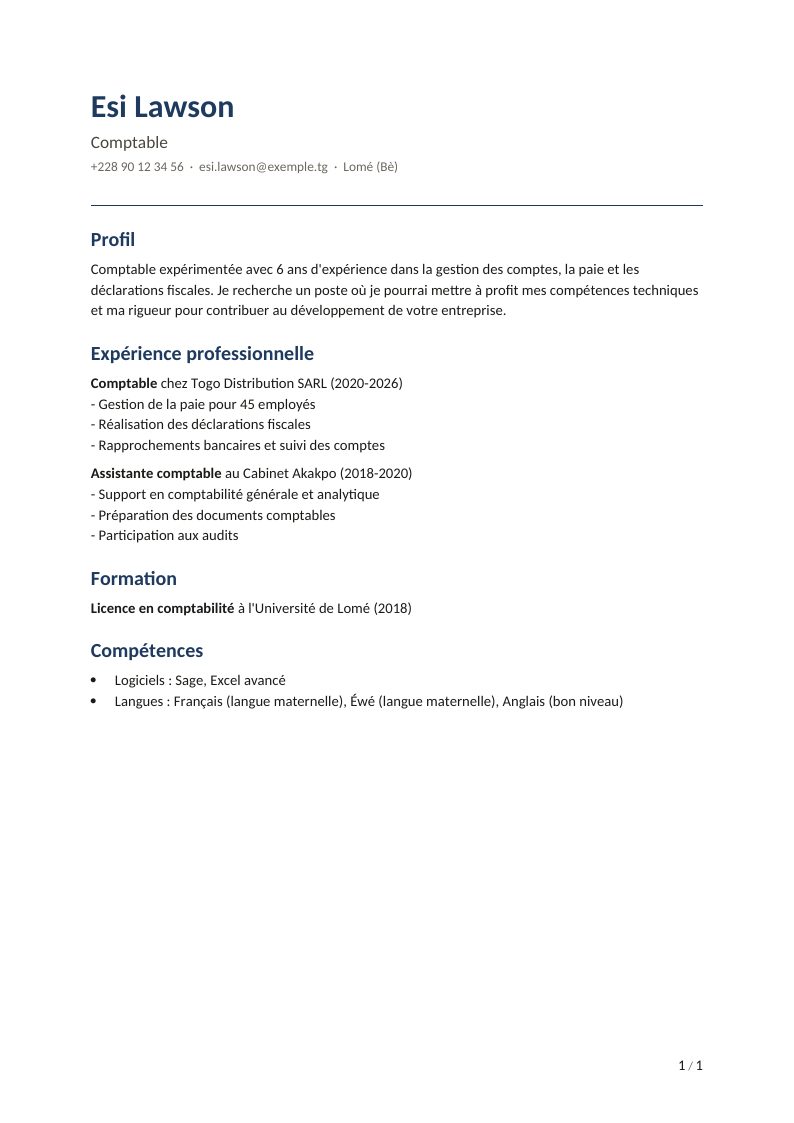 Esi Lawson
Comptable
+228 90 12 34 56 · esi.lawson@exemple.tg · Lomé (Bè)
Profil
Comptable expérimentée avec 6 ans d'expérience dans la gestion des comptes, la paie et les
déclarations fiscales. Je recherche un poste où je pourrai mettre à profit mes compétences techniques
et ma rigueur pour contribuer au développement de votre entreprise.
Expérience professionnelle
Comptable chez Togo Distribution SARL (2020-2026)
- Gestion de la paie pour 45 employés
- Réalisation des déclarations fiscales
- Rapprochements bancaires et suivi des comptes
Assistante comptable au Cabinet Akakpo (2018-2020)
- Support en comptabilité générale et analytique
- Préparation des documents comptables
- Participation aux audits
Formation
Licence en comptabilité à l'Université de Lomé (2018)
Compétences
• Logiciels : Sage, Excel avancé
• Langues : Français (langue maternelle), Éwé (langue maternelle), Anglais (bon niveau)
1 / 1